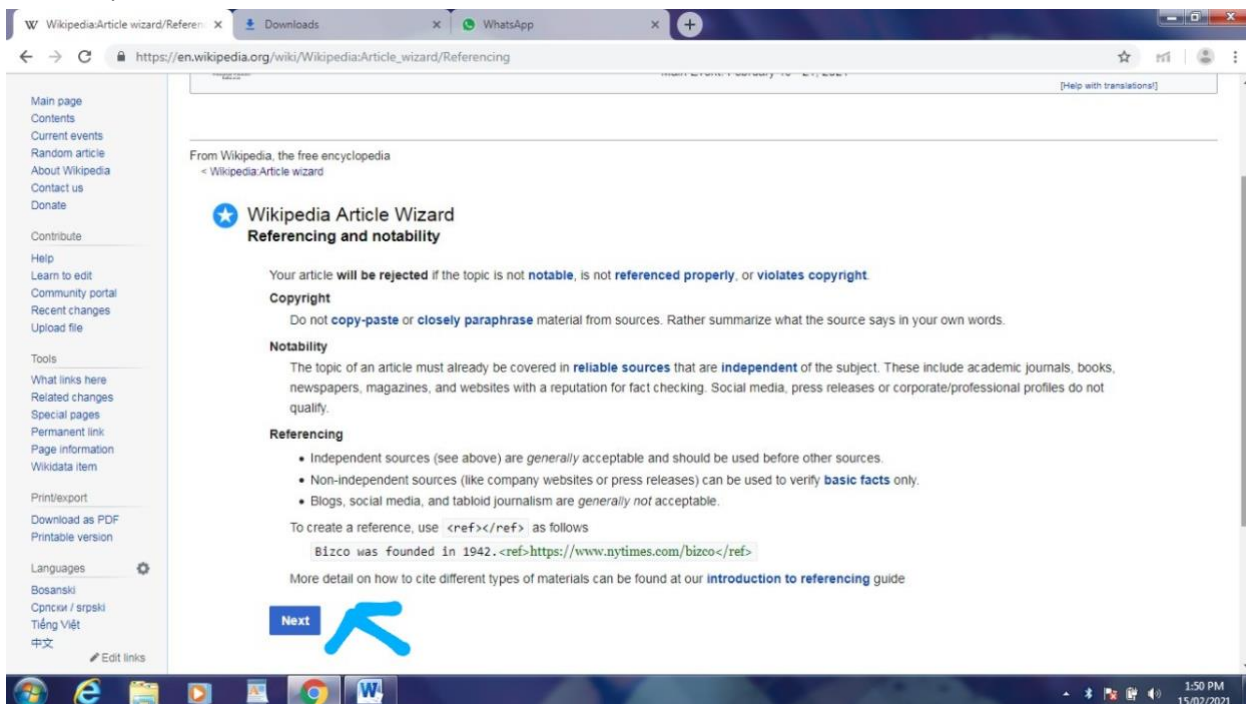 Wikipedia:Article wizard/Referen
Downloads
WhatsApp
https://en.wikipedia.org/wiki/Wikipedia:Article_wizard/Referencing
[Help with translations!]
Main page
Contents
Current events
Random article
About Wikipedia
Contact us
Donate
Contribute
Help
Learn to edit
Community portal
Recent changes
Upload file
Tools
What links here
Related changes
Special pages
Permanent link
Page information
Wikidata item
Print/export
Download as PDF
Printable version
Languages
Bosanski
Српски / srpski
Tiếng Việt
中文
Edit links
From Wikipedia, the free encyclopedia
< Wikipedia:Article wizard
Wikipedia Article Wizard
Referencing and notability
Your article will be rejected if the topic is not notable, is not referenced properly, or violates copyright.
Copyright
Do not copy-paste or closely paraphrase material from sources. Rather summarize what the source says in your own words.
Notability
The topic of an article must already be covered in reliable sources that are independent of the subject. These include academic journals, books,
newspapers, magazines, and websites with a reputation for fact checking. Social media, press releases or corporate/professional profiles do not
qualify.
Referencing
• Independent sources (see above) are generally acceptable and should be used before other sources.
• Non-independent sources (like company websites or press releases) can be used to verify basic facts only.
• Blogs, social media, and tabloid journalism are generally not acceptable.
To create a reference, use <ref></ref> as follows
Bizco was founded in 1942.<ref>https://www.nytimes.com/bizco</ref>
More detail on how to cite different types of materials can be found at our introduction to referencing guide
Next
1:50 PM
15/02/2021